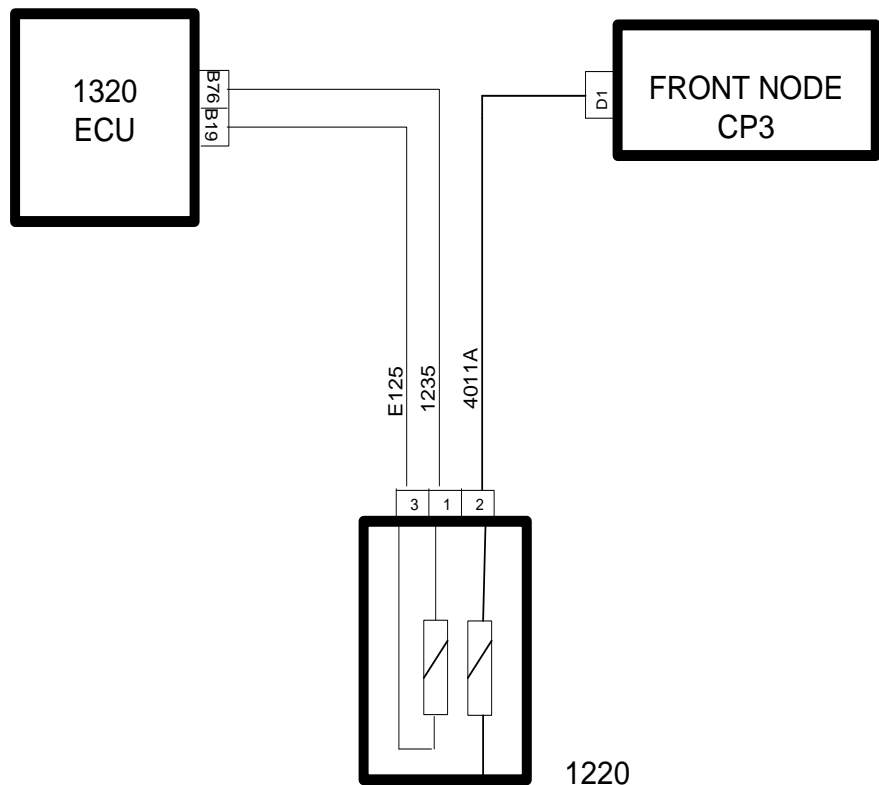 1320
ECU
B76
B19
D1
FRONT NODE
CP3
E125
1235
4011A
3
1
2
1220